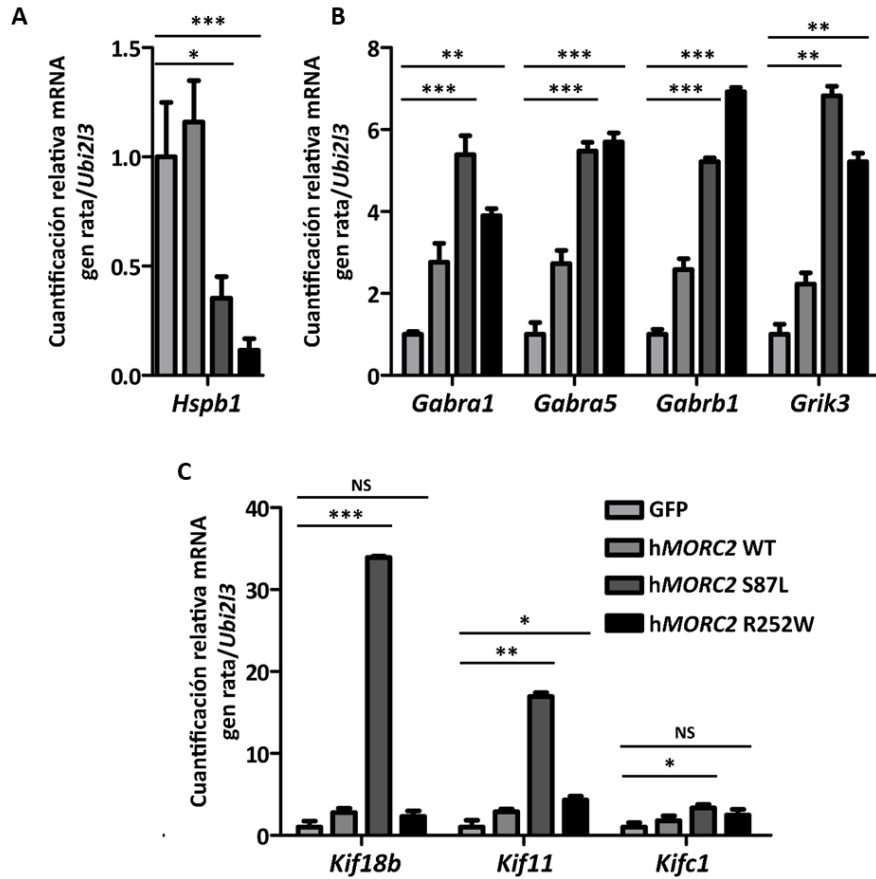 A
***
*
1.5
1.0
0.5
0.0
Cuantificación relativa mRNA
gen rata/Ubi2l3
Hspb1
B
** *** *** **
*** *** *** **
8
6
4
2
0
Cuantificación relativa mRNA
gen rata/Ubi2l3
Gabra1 Gabra5 Gabrb1 Grik3
C
NS
***
*
**
NS
*
40
30
20
10
0
Cuantificación relativa mRNA
gen rata/Ubi2l3
Kif18b Kif11 Kifc1
GFP
hMORC2 WT
hMORC2 S87L
hMORC2 R252W